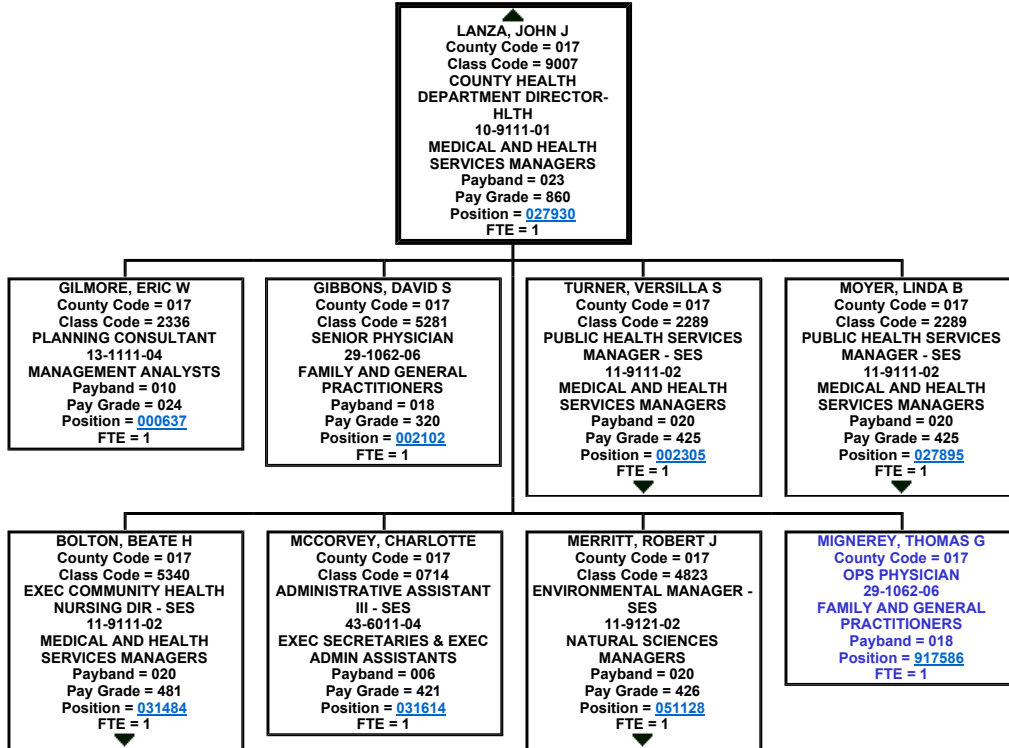 LANZA, JOHN J
County Code = 017
Class Code = 9007
COUNTY HEALTH
DEPARTMENT DIRECTOR-
HLTH
10-9111-01
MEDICAL AND HEALTH
SERVICES MANAGERS
Payband = 023
Pay Grade = 860
Position = 027930
FTE = 1
GILMORE, ERIC W
County Code = 017
Class Code = 2336
PLANNING CONSULTANT
13-1111-04
MANAGEMENT ANALYSTS
Payband = 010
Pay Grade = 024
Position = 000637
FTE = 1
GIBBONS, DAVID S
County Code = 017
Class Code = 5281
SENIOR PHYSICIAN
29-1062-06
FAMILY AND GENERAL
PRACTITIONERS
Payband = 018
Pay Grade = 320
Position = 002102
FTE = 1
TURNER, VERSILLA S
County Code = 017
Class Code = 2289
PUBLIC HEALTH SERVICES
MANAGER - SES
11-9111-02
MEDICAL AND HEALTH
SERVICES MANAGERS
Payband = 020
Pay Grade = 425
Position = 002305
FTE = 1
MOYER, LINDA B
County Code = 017
Class Code = 2289
PUBLIC HEALTH SERVICES
MANAGER - SES
11-9111-02
MEDICAL AND HEALTH
SERVICES MANAGERS
Payband = 020
Pay Grade = 425
Position = 027895
FTE = 1
BOLTON, BEATE H
County Code = 017
Class Code = 5340
EXEC COMMUNITY HEALTH
NURSING DIR - SES
11-9111-02
MEDICAL AND HEALTH
SERVICES MANAGERS
Payband = 020
Pay Grade = 481
Position = 031484
FTE = 1
MCCORVEY, CHARLOTTE
County Code = 017
Class Code = 0714
ADMINISTRATIVE ASSISTANT
III - SES
43-6011-04
EXEC SECRETARIES & EXEC
ADMIN ASSISTANTS
Payband = 006
Pay Grade = 421
Position = 031614
FTE = 1
MERRITT, ROBERT J
County Code = 017
Class Code = 4823
ENVIRONMENTAL MANAGER -
SES
11-9121-02
NATURAL SCIENCES
MANAGERS
Payband = 020
Pay Grade = 426
Position = 051128
FTE = 1
MIGNEREY, THOMAS G
County Code = 017
OPS PHYSICIAN
29-1062-06
FAMILY AND GENERAL
PRACTITIONERS
Payband = 018
Position = 917586
FTE = 1